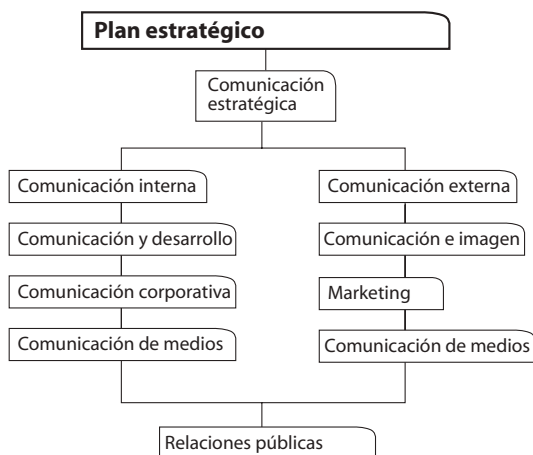 Plan estratégico
Comunicación
estratégica
Comunicación interna
Comunicación y desarrollo
Comunicación corporativa
Comunicación de medios
Comunicación externa
Comunicación e imagen
Marketing
Comunicación de medios
Relaciones públicas